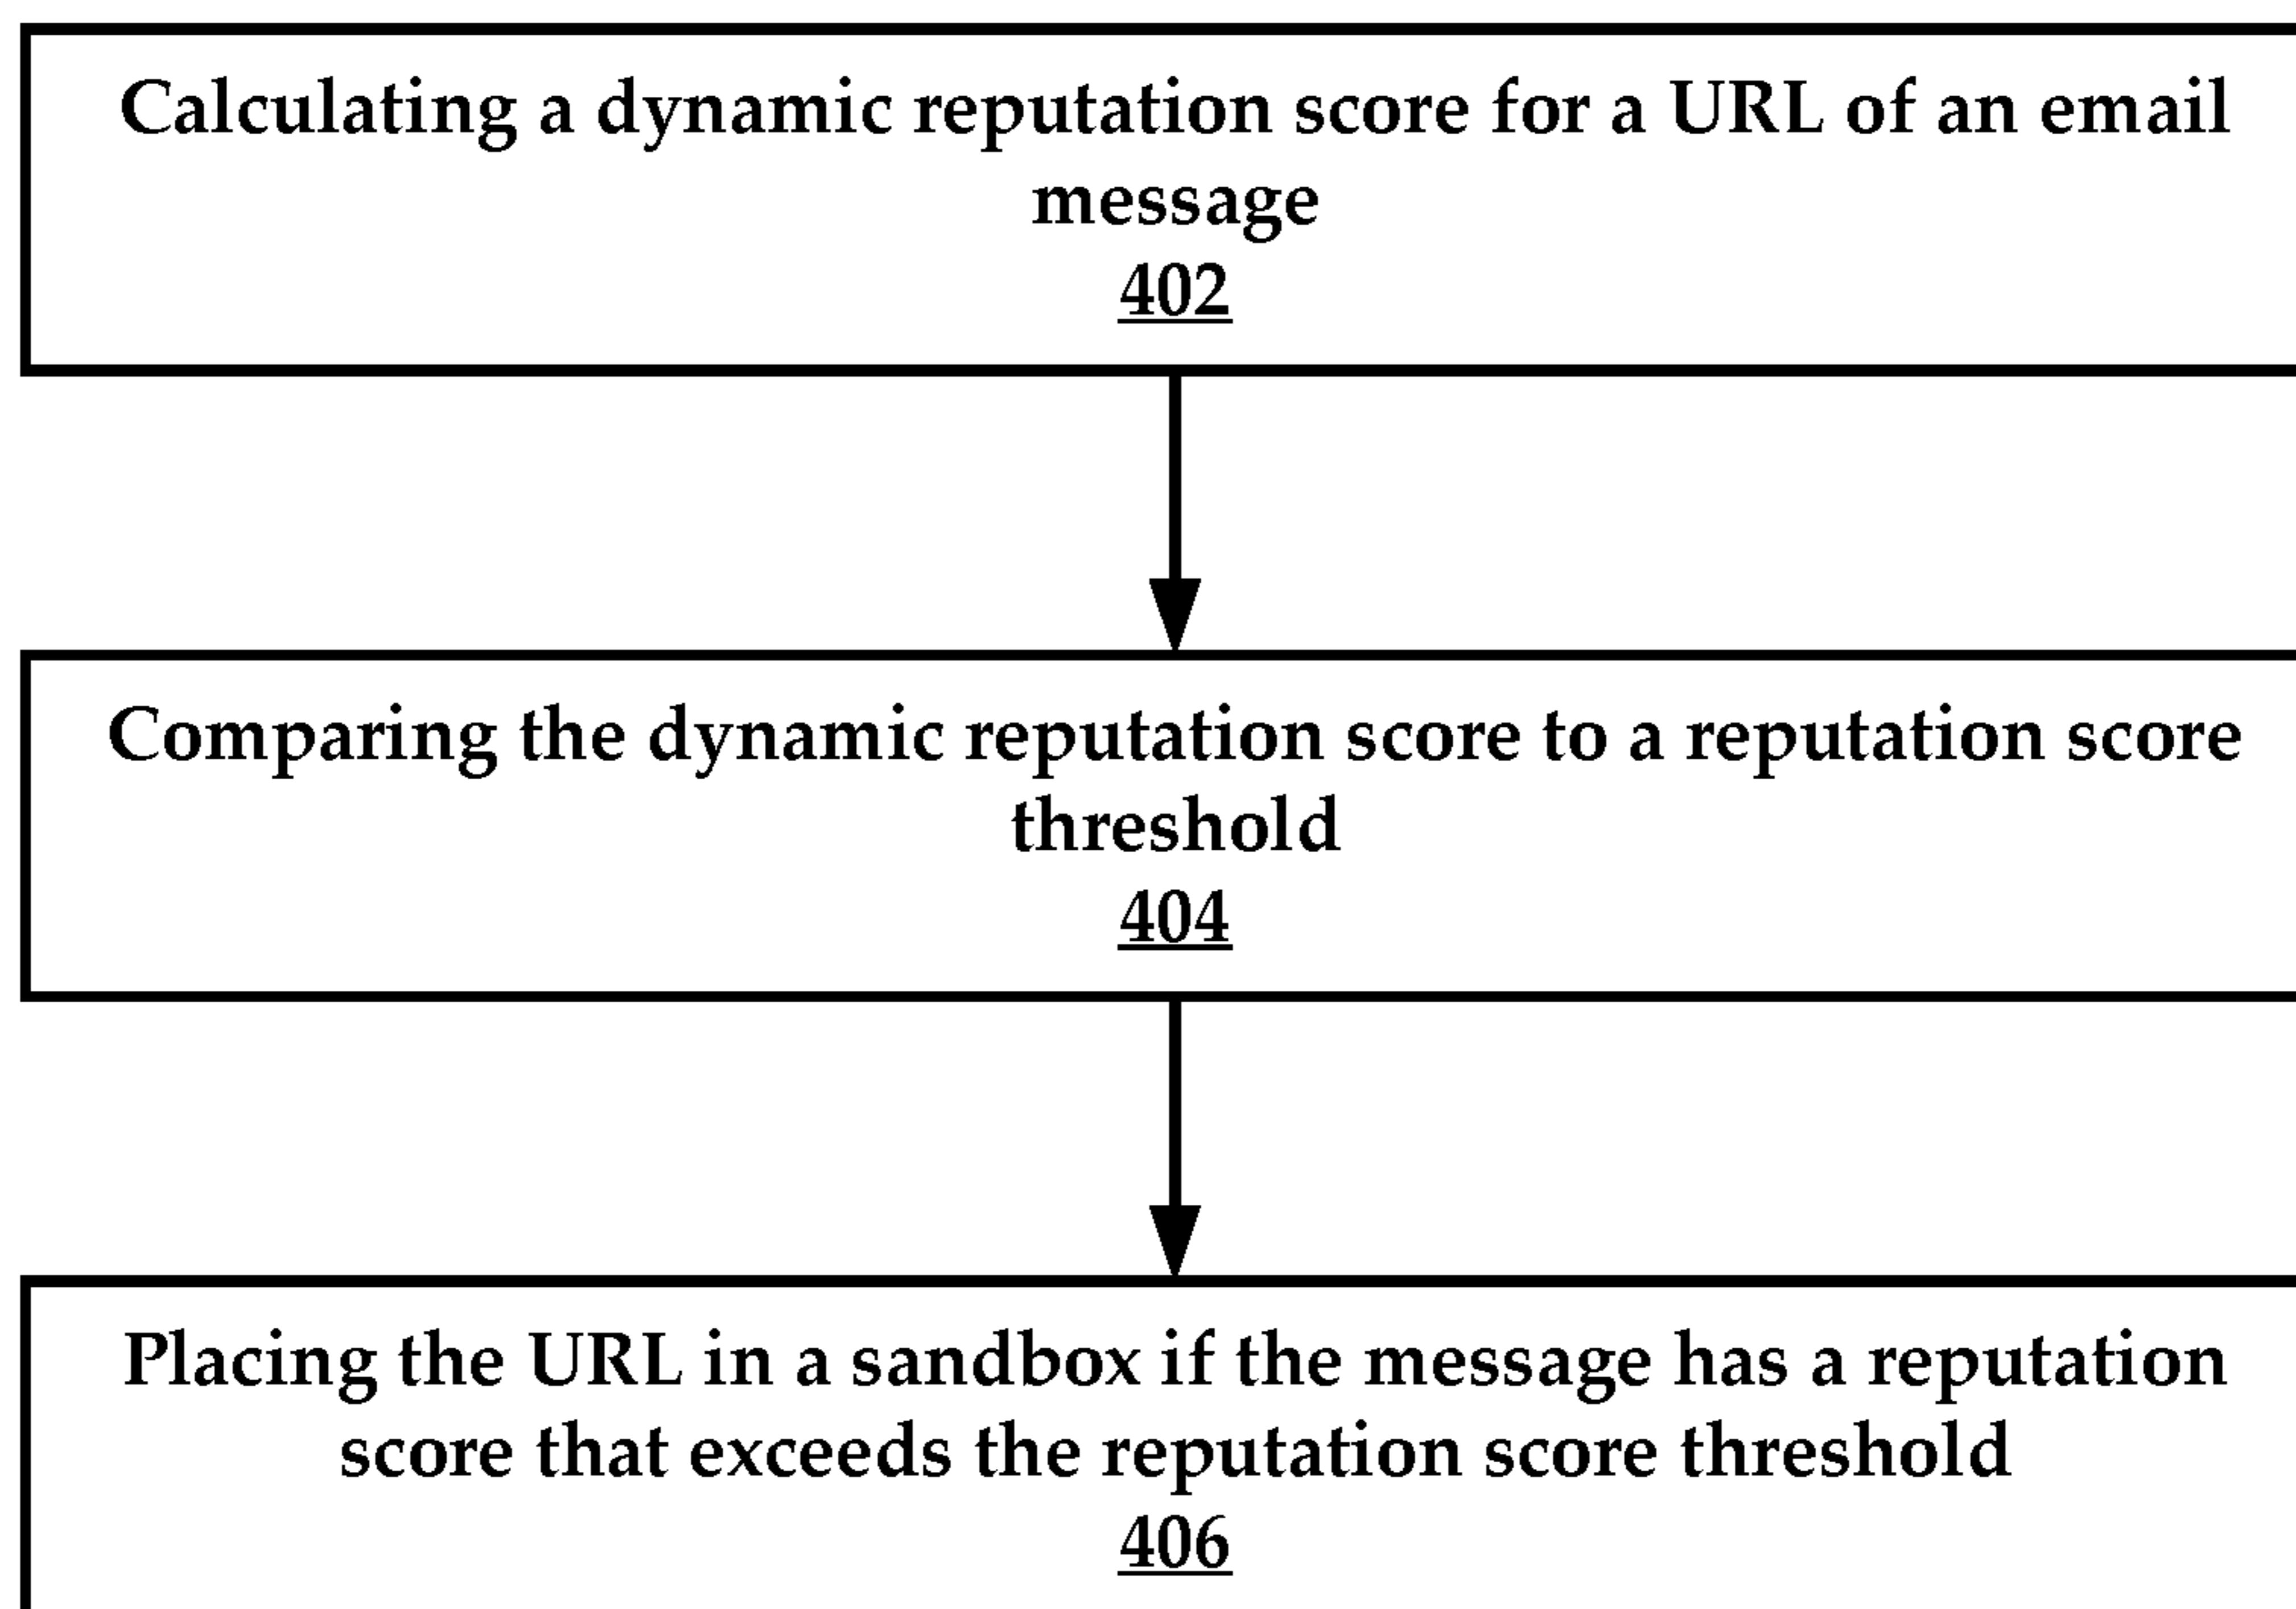 Calculating a dynamic reputation score for a URL of an email
message
402
Comparing the dynamic reputation score to a reputation score
threshold
404
Placing the URL in a sandbox if the message has a reputation
score that exceeds the reputation score threshold
406